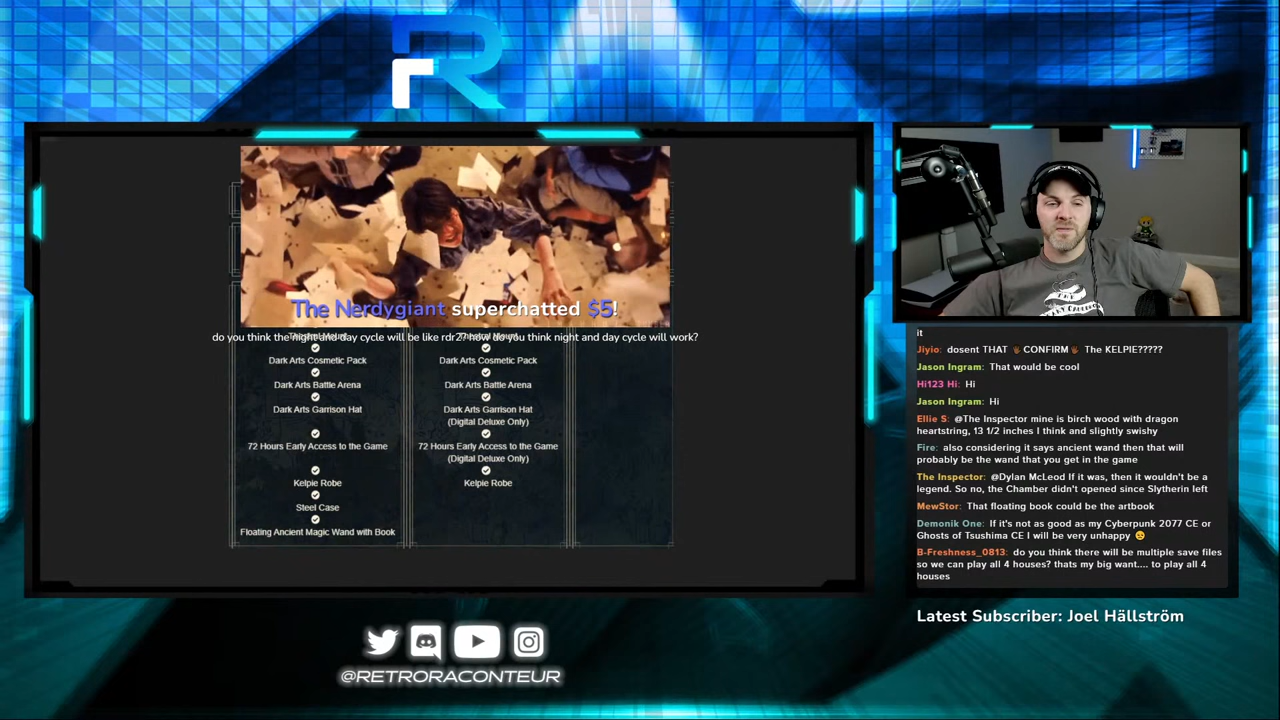 The Nerdygiant superchatted $5!
do you think the night and day cycle will be like rdr2? how do you think night and day cycle will work?
Dark Arts Cosmetic Pack
Dark Arts Battle Arena
Dark Arts Garrison Hat
72 Hours Early Access to the Game
Kelpie Robe
Steel Case
Floating Ancient Magic Wand with Book
Dark Arts Cosmetic Pack
Dark Arts Battle Arena
Dark Arts Garrison Hat
(Digital Deluxe Only)
72 Hours Early Access to the Game
(Digital Deluxe Only)
Kelpie Robe
it
Jiyio: dosent THAT 🖐🏾CONFIRM🖐🏾 The KELPIE?????
Jason Ingram: That would be cool
Hi123 Hi: Hi
Jason Ingram: Hi
Ellie S: @The Inspector mine is birch wood with dragon
heartstring, 13 1/2 inches I think and slightly swishy
Fire: also considering it says ancient wand then that will
probably be the wand that you get in the game
The Inspector: @Dylan McLeod If it was, then it wouldn't be a
legend. So no, the Chamber didn't opened since Slytherin left
MewStor: That floating book could be the artbook
Demonik One: If it's not as good as my Cyberpunk 2077 CE or
Ghosts of Tsushima CE I will be very unhappy 😟
B-Freshness_0813: do you think there will be multiple save files
so we can play all 4 houses? thats my big want.... to play all 4
houses
Latest Subscriber: Joel Hällström
@RETRORACONTEUR